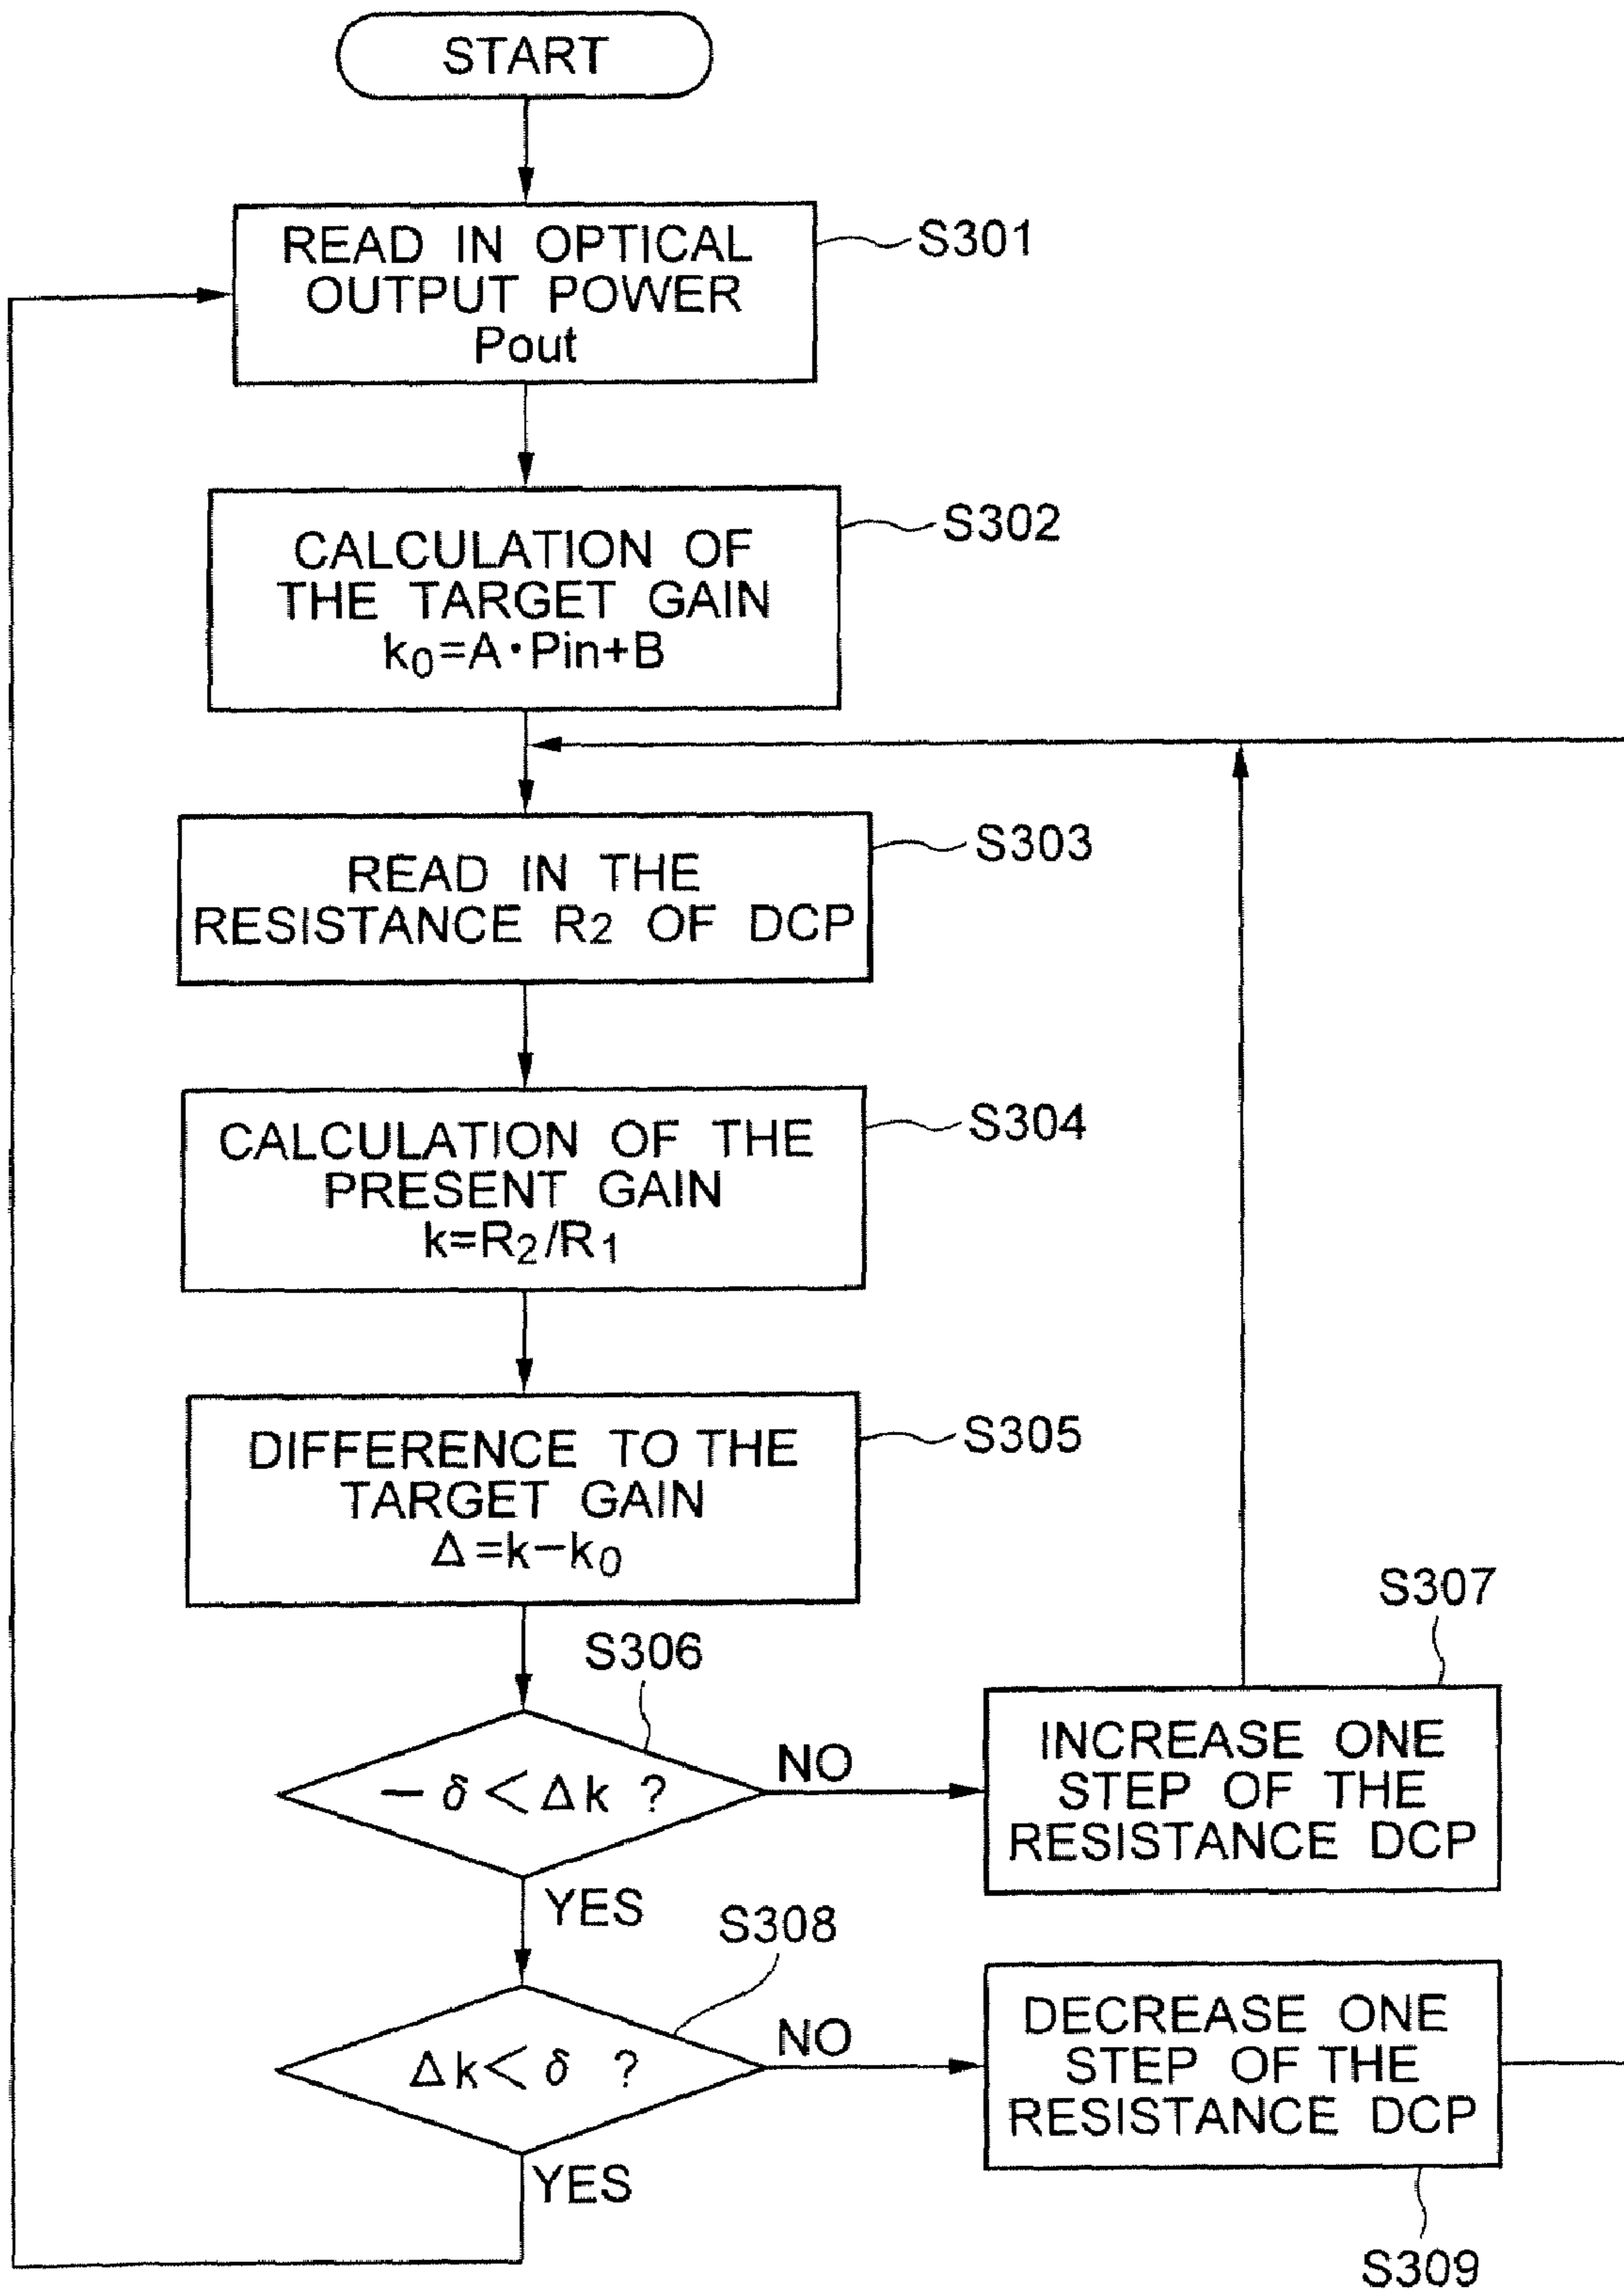 START
READ IN OPTICAL
OUTPUT POWER
Pout
S301
CALCULATION OF
THE TARGET GAIN
k₀=A·Pin+B
S302
READ IN THE
RESISTANCE R₂ OF DCP
S303
CALCULATION OF THE
PRESENT GAIN
k=R₂/R₁
S304
DIFFERENCE TO THE
TARGET GAIN
Δ=k−k₀
S305
S306
−δ<Δk ?
NO
YES
S307
INCREASE ONE
STEP OF THE
RESISTANCE DCP
S308
Δk<δ ?
NO
YES
DECREASE ONE
STEP OF THE
RESISTANCE DCP
S309